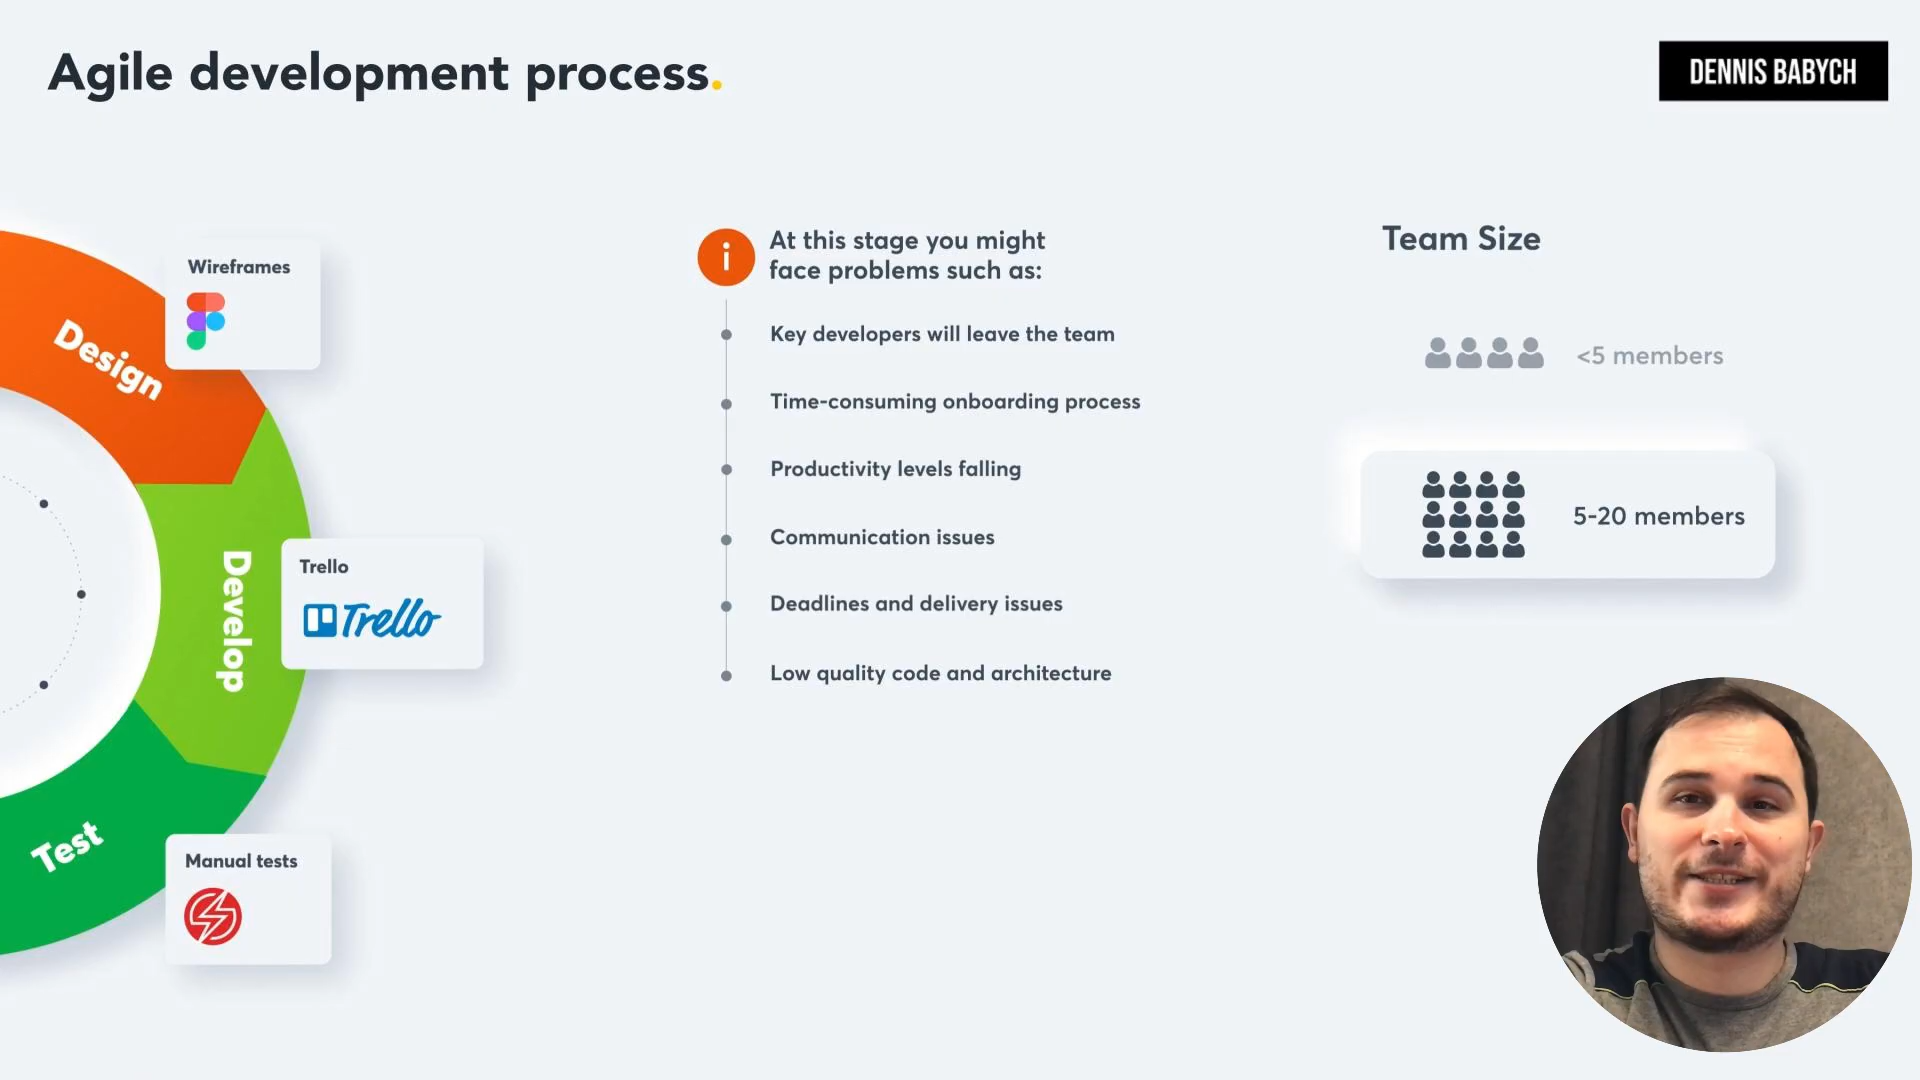 Agile development process.
DENNIS BABYCH
Design
Wireframes
Develop
Trello
Trello
Test
Manual tests
i
At this stage you might
face problems such as:
Key developers will leave the team
Time-consuming onboarding process
Productivity levels falling
Communication issues
Deadlines and delivery issues
Low quality code and architecture
Team Size
<5 members
5-20 members